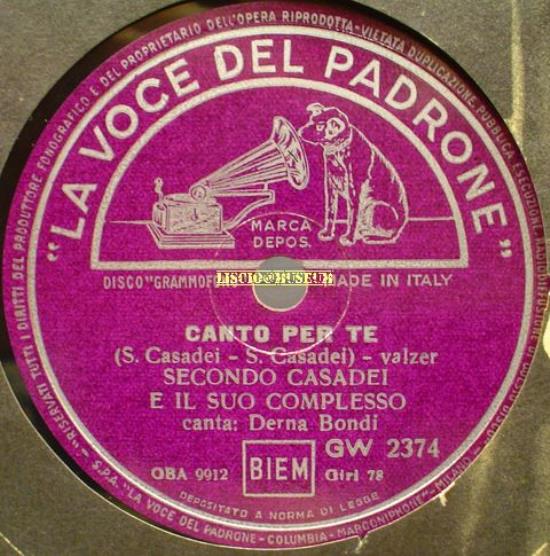 RISERVATI TUTTI I DIRITTI DEL PRODUTTORE FONOGRAFICO E DEL PROPRIETARIO DELL'OPERA RIPRODOTTA-VIETATA DUPLICAZIONE, PUBBLICA ESECUZIONE RADIODIFFUSIONE DI
"LA VOCE DEL PADRONE"
MARCA
DEPOS.
DISCO "GRAMMOFONO MADE IN ITALY
LISCIO@MUSEUM
CANTO PER TE
(S. Casadei - S. Casadei) - valzer
SECONDO CASADEI
E IL SUO COMPLESSO
canta: Derna Bondi
GW 2374
OBA 9912 BIEM Giri 78
DEPOSITATO A NORMA DI LEGGE
S.P.A. "LA VOCE DEL PADRONE - COLUMBIA - MARCONIPHONE" - MILANO